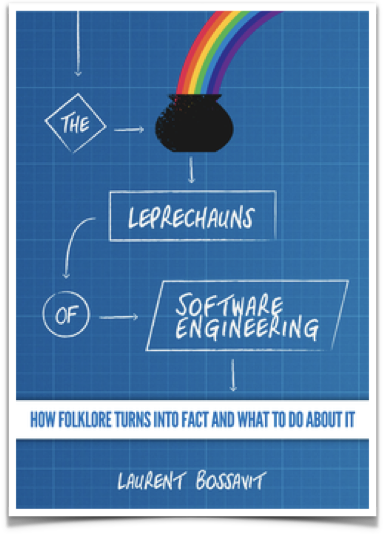 THE
LEPRECHAUNS
OF
SOFTWARE
ENGINEERING
HOW FOLKLORE TURNS INTO FACT AND WHAT TO DO ABOUT IT
LAURENT BOSSAVIT